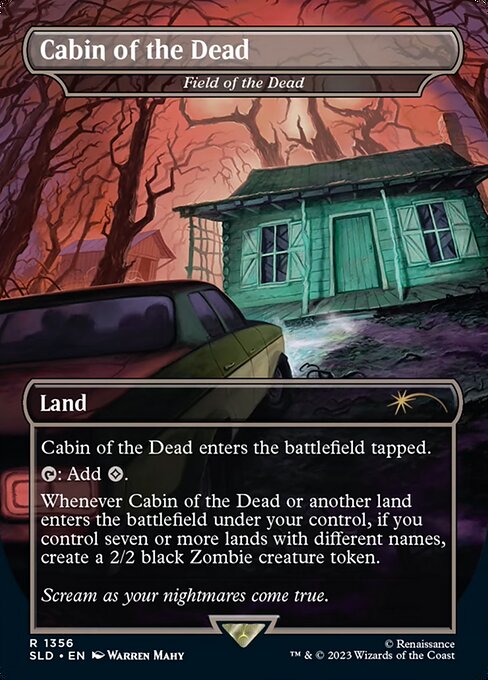 Cabin of the Dead
Field of the Dead
Land
Cabin of the Dead enters the battlefield tapped.
: Add .
Whenever Cabin of the Dead or another land
enters the battlefield under your control, if you
control seven or more lands with different names,
create a 2/2 black Zombie creature token.
Scream as your nightmares come true.
R 1356
SLD • EN Warren Mahy
© Renaissance
™ & © 2023 Wizards of the Coast